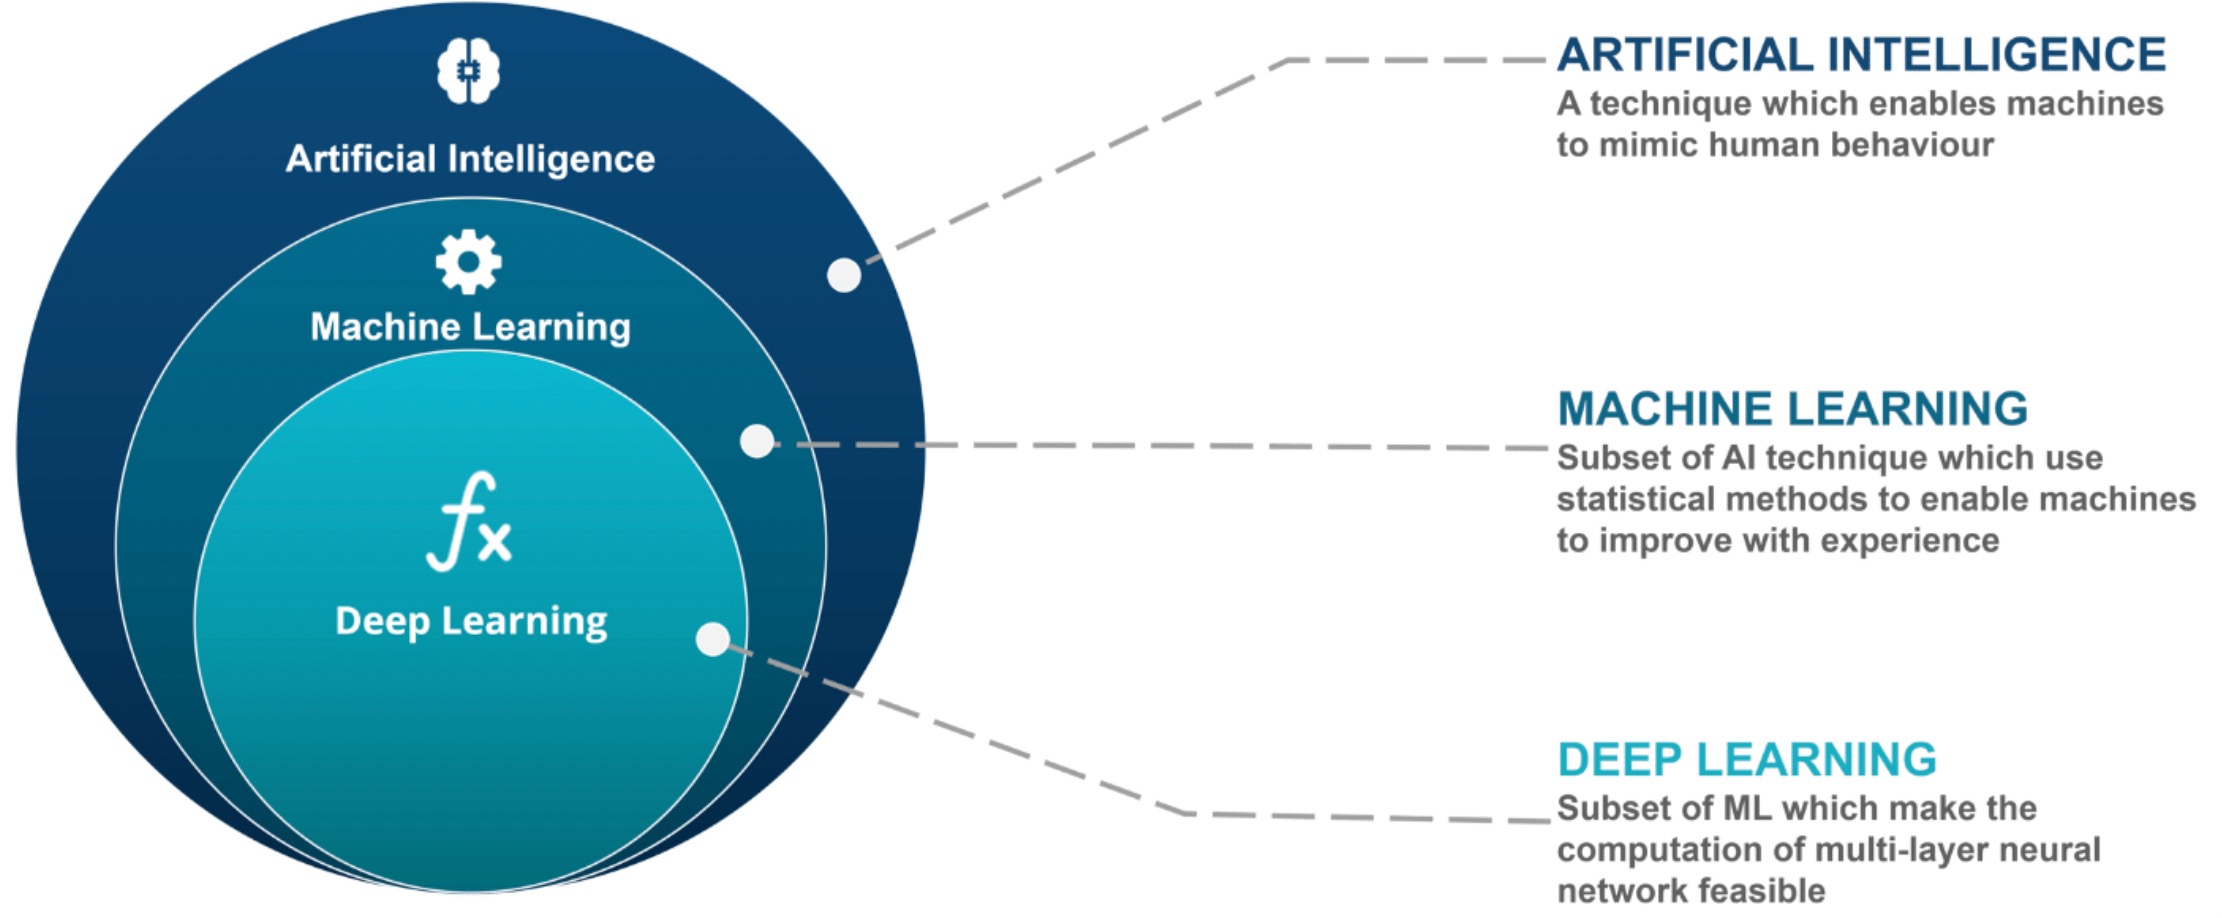 Artificial Intelligence
Machine Learning
fx
Deep Learning
ARTIFICIAL INTELLIGENCE
A technique which enables machines
to mimic human behaviour
MACHINE LEARNING
Subset of AI technique which use
statistical methods to enable machines
to improve with experience
DEEP LEARNING
Subset of ML which make the
computation of multi-layer neural
network feasible